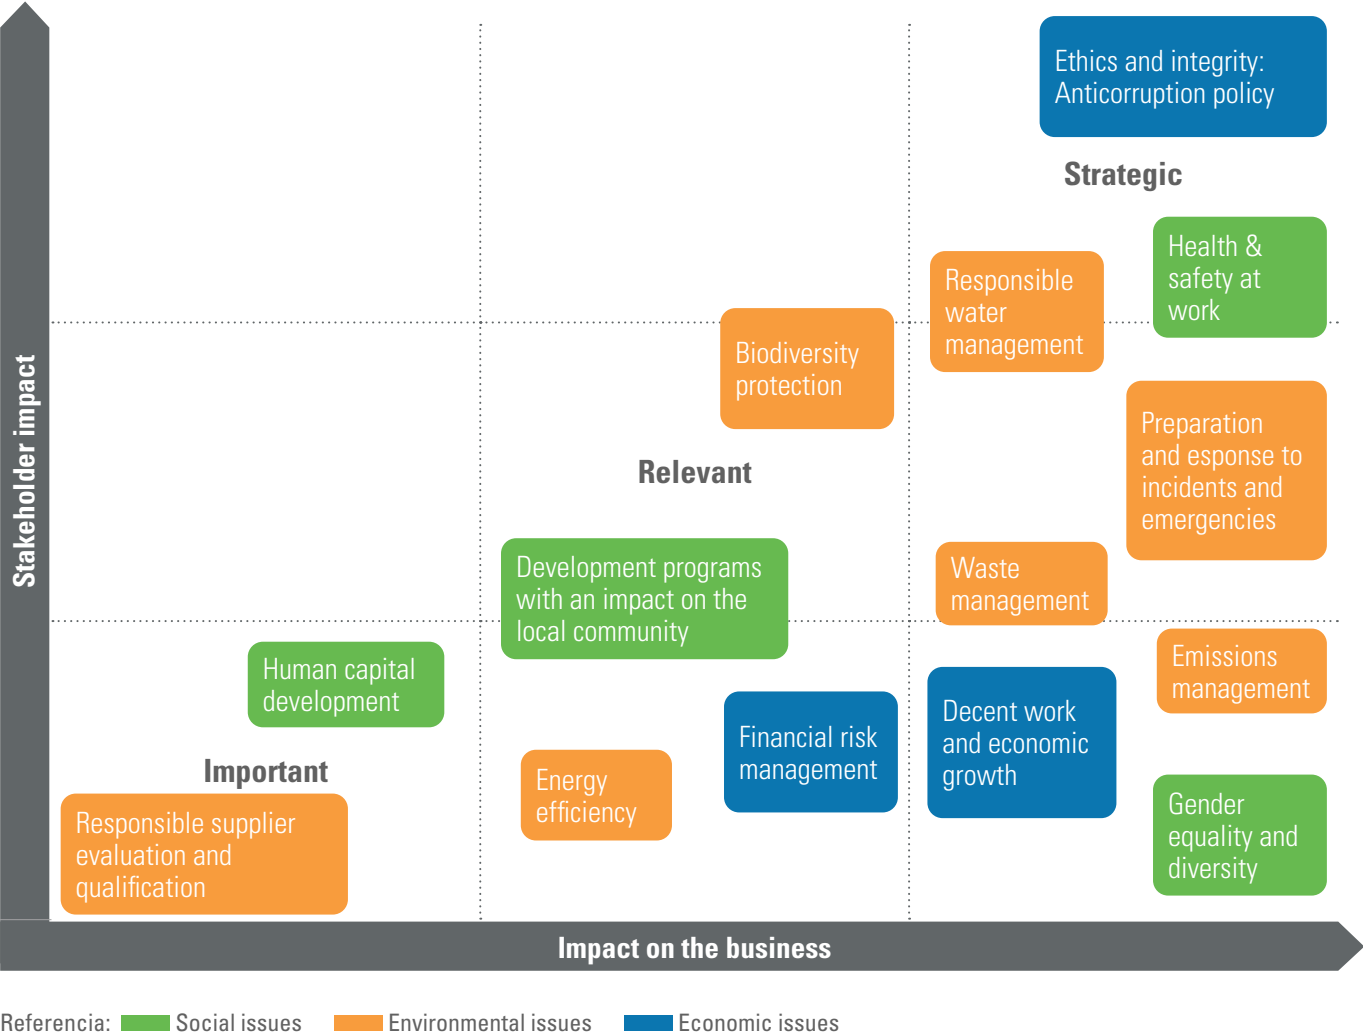 Ethics and integrity:
Anticorruption policy
Strategic
Health &
safety at
work
Responsible
water
management
Biodiversity
protection
Preparation
and esponse to
incidents and
emergencies
Relevant
Stakeholder impact
Development programs
with an impact on the
local community
Waste
management
Human capital
development
Emissions
management
Decent work
and economic
growth
Financial risk
management
Important
Energy
efficiency
Responsible supplier
evaluation and
qualification
Gender
equality and
diversity
Impact on the business
Referencia: Social issues Environmental issues Economic issues